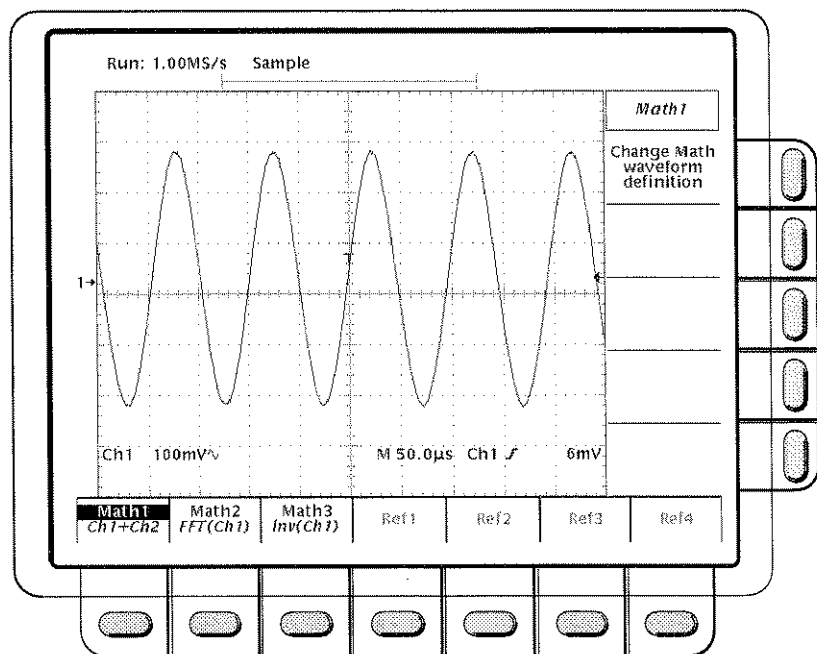 Run: 1.00MS/s Sample
Math1
Change Math
waveform
definition
T
1→
Ch1 100mV∿
M 50.0µs Ch1 ƒ 6mV
Math1
Ch1+Ch2
Math2
FFT(Ch1)
Math3
Inv(Ch1)
Ref1
Ref2
Ref3
Ref4